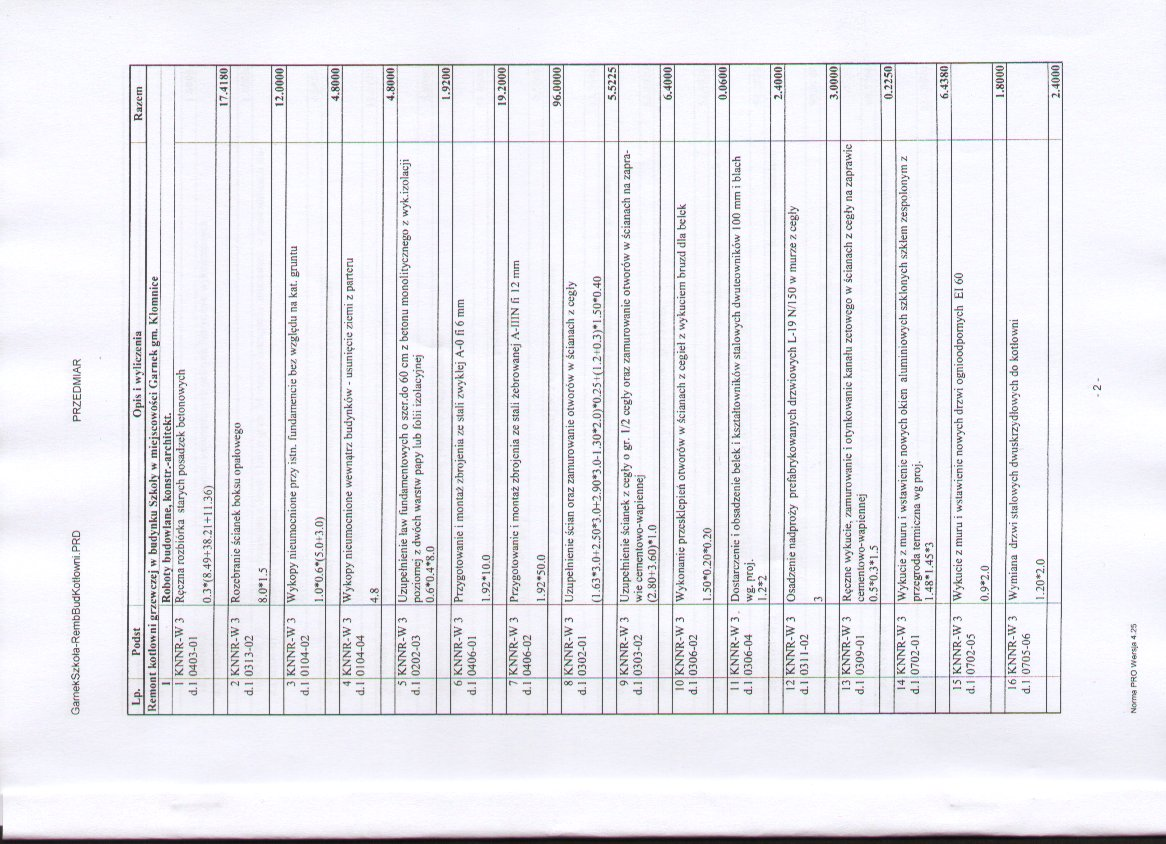 GarnekSzkoła-RembBudKotłowni.PRD PRZEDMIAR
Lp. Podst Opis i wyliczenia Razem
Remont kotłowni grzewczej w budynku Szkoły w miejscowości Garnek gm. Kłomnice
1 Roboty budowlane, konstr.-architekt.
1 KNNR-W 3 Ręczna rozbiórka starych posadzek betonowych
d.1 0403-01
0.3*(8.49+38.21+11.36) 17.4180
2 KNNR-W 3 Rozebranie ścianek boksu opałowego
d.1 0313-02
8.0*1.5 12.0000
3 KNNR-W 3 Wykopy nieumocnione przy istn. fundamencie bez względu na kat. gruntu
d.1 0104-02
1.0*0.6*(5.0+3.0) 4.8000
4 KNNR-W 3 Wykopy nieumocnione wewnątrz budynków - usunięcie ziemi z parteru
d.1 0104-04
4.8 4.8000
5 KNNR-W 3 Uzupełnienie ław fundamentowych o szer.do 60 cm z betonu monolitycznego z wyk.izolacji
d.1 0202-03 poziomej z dwóch warstw papy lub folii izolacyjnej
0.6*0.4*8.0 1.9200
6 KNNR-W 3 Przygotowanie i montaż zbrojenia ze stali zwykłej A-0 fi 6 mm
d.1 0406-01
1.92*10.0 19.2000
7 KNNR-W 3 Przygotowanie i montaż zbrojenia ze stali żebrowanej A-IIIN fi 12 mm
d.1 0406-02
1.92*50.0 96.0000
8 KNNR-W 3 Uzupełnienie ścian oraz zamurowanie otworów w ścianach z cegły
d.1 0302-01
(1.63*3.0+2.50*3.0+2.90*3.0-1.30*2.0)*0.25+(1.2+0.3)*1.50*0.40 5.5225
9 KNNR-W 3 Uzupełnienie ścianek z cegły o gr. 1/2 cegły oraz zamurowanie otworów w ścianach na zapra-
d.1 0303-02 wie cementowo-wapiennej
(2.80+3.60)*1.0 6.4000
10 KNNR-W 3 Wykonanie przesklepień otworów w ścianach z cegieł z wykuciem bruzd dla belek
d.1 0306-02
1.50*0.20*0.20 0.0600
11 KNNR-W 3 Dostarczenie i obsadzenie belek i kształtowników stalowych dwuteowników 100 mm i blach
d.1 0306-04 wg. proj.
1.2*2 2.4000
12 KNNR-W 3 Osadzenie nadproży prefabrykowanych drzwiowych L-19 N/150 w murze z cegły
d.1 0311-02
3 3.0000
13 KNNR-W 3 Ręczne wykucie, zamurowanie i otynkowanie kanału zetowego w ścianach z cegły na zaprawie
d.1 0309-01 cementowo-wapiennej
0.5*0.3*1.5 0.2250
14 KNNR-W 3 Wykucie z muru i wstawienie nowych okien aluminiowych szklonych szkłem zespolonym z
d.1 0702-01 przegroda termiczna wg proj.
1.48*1.45*3 6.4380
15 KNNR-W 3 Wykucie z muru i wstawienie nowych drzwi ognioodpornych EI 60
d.1 0702-05
0.9*2.0 1.8000
16 KNNR-W 3 Wymiana drzwi stalowych dwuskrzydłowych do kotłowni
d.1 0705-06
1.20*2.0 2.4000
- 2 -
Norma PRO Wersja 4.25